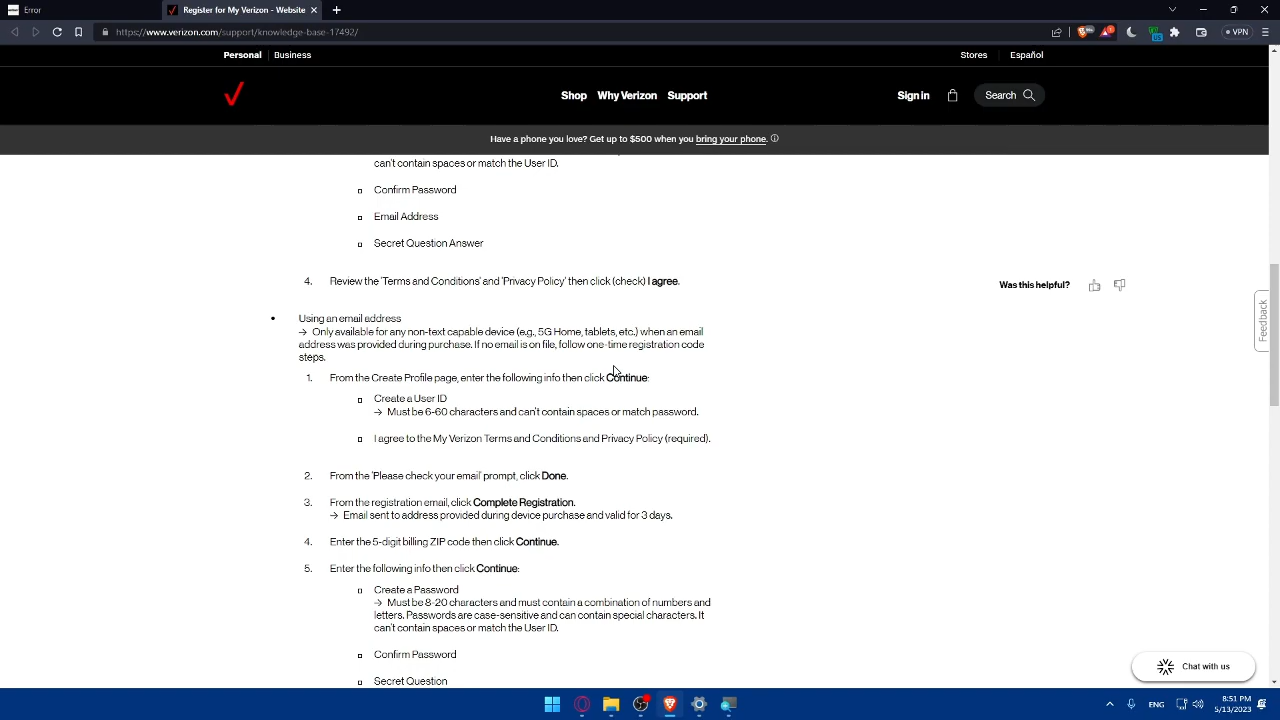 Error
Register for My Verizon - Website
https://www.verizon.com/support/knowledge-base-17492/
VPN
Personal
Business
Stores
Español
Shop
Why Verizon
Support
Sign in
Search
Have a phone you love? Get up to $500 when you bring your phone.
can't contain spaces or match the User ID.
Confirm Password
Email Address
Secret Question Answer
4. Review the 'Terms and Conditions' and 'Privacy Policy' then click (check) I agree.
Was this helpful?
Feedback
• Using an email address
→ Only available for any non-text capable device (e.g., 5G Home, tablets, etc.) when an email
address was provided during purchase. If no email is on file, follow one-time registration code
steps.
1. From the Create Profile page, enter the following info then click Continue:
Create a User ID
→ Must be 6-60 characters and can't contain spaces or match password.
I agree to the My Verizon Terms and Conditions and Privacy Policy (required).
2. From the 'Please check your email' prompt, click Done.
3. From the registration email, click Complete Registration.
→ Email sent to address provided during device purchase and valid for 3 days.
4. Enter the 5-digit billing ZIP code then click Continue.
5. Enter the following info then click Continue:
Create a Password
→ Must be 8-20 characters and must contain a combination of numbers and
letters. Passwords are case-sensitive and can contain special characters. It
can't contain spaces or match the User ID.
Confirm Password
Secret Question
Chat with us
ENG
8:51 PM
5/13/2023